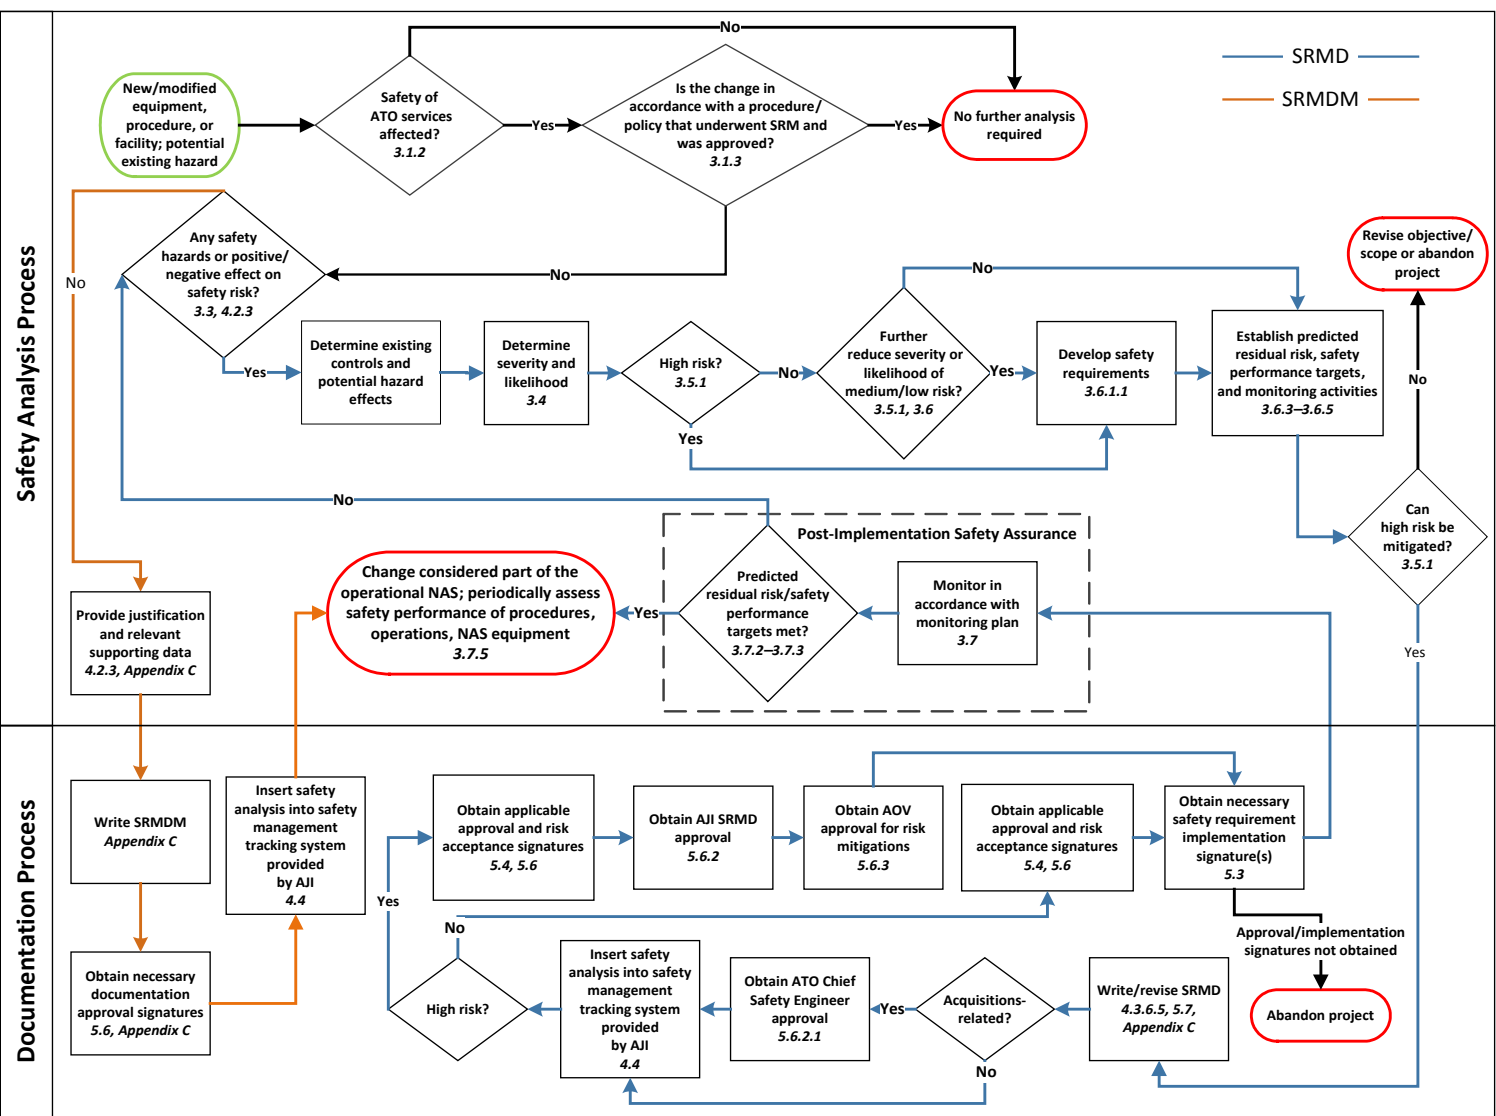 No
SRMD
SRMDM
New/modified
equipment,
procedure, or
facility; potential
existing hazard
Safety of
ATO services
affected?
3.1.2
Yes
Is the change in
accordance with a procedure/
policy that underwent SRM and
was approved?
3.1.3
Yes
No further analysis
required
Safety Analysis Process
No
Any safety
hazards or positive/
negative effect on
safety risk?
3.3, 4.2.3
No
Yes
Determine existing
controls and
potential hazard
effects
Determine
severity and
likelihood
3.4
High risk?
3.5.1
No
Yes
Further
reduce severity or
likelihood of
medium/low risk?
3.5.1, 3.6
No
Yes
Develop safety
requirements
3.6.1.1
Establish predicted
residual risk, safety
performance targets,
and monitoring activities
3.6.3–3.6.5
Revise objective/
scope or abandon
project
No
Can
high risk be
mitigated?
3.5.1
Yes
No
Post-Implementation Safety Assurance
Change considered part of the
operational NAS; periodically assess
safety performance of procedures,
operations, NAS equipment
3.7.5
Yes
Predicted
residual risk/safety
performance
targets met?
3.7.2–3.7.3
Monitor in
accordance with
monitoring plan
3.7
Provide justification
and relevant
supporting data
4.2.3, Appendix C
Documentation Process
Write SRMDM
Appendix C
Obtain necessary
documentation
approval signatures
5.6, Appendix C
Insert safety
analysis into safety
management
tracking system
provided
by AJI
4.4
Yes
Obtain applicable
approval and risk
acceptance signatures
5.4, 5.6
Obtain AJI SRMD
approval
5.6.2
Obtain AOV
approval for risk
mitigations
5.6.3
Obtain applicable
approval and risk
acceptance signatures
5.4, 5.6
Obtain necessary
safety requirement
implementation
signature(s)
5.3
Approval/implementation
signatures not obtained
Abandon project
No
High risk?
Insert safety
analysis into safety
management
tracking system
provided
by AJI
4.4
Obtain ATO Chief
Safety Engineer
approval
5.6.2.1
Yes
Acquisitions-
related?
No
Write/revise SRMD
4.3.6.5, 5.7,
Appendix C